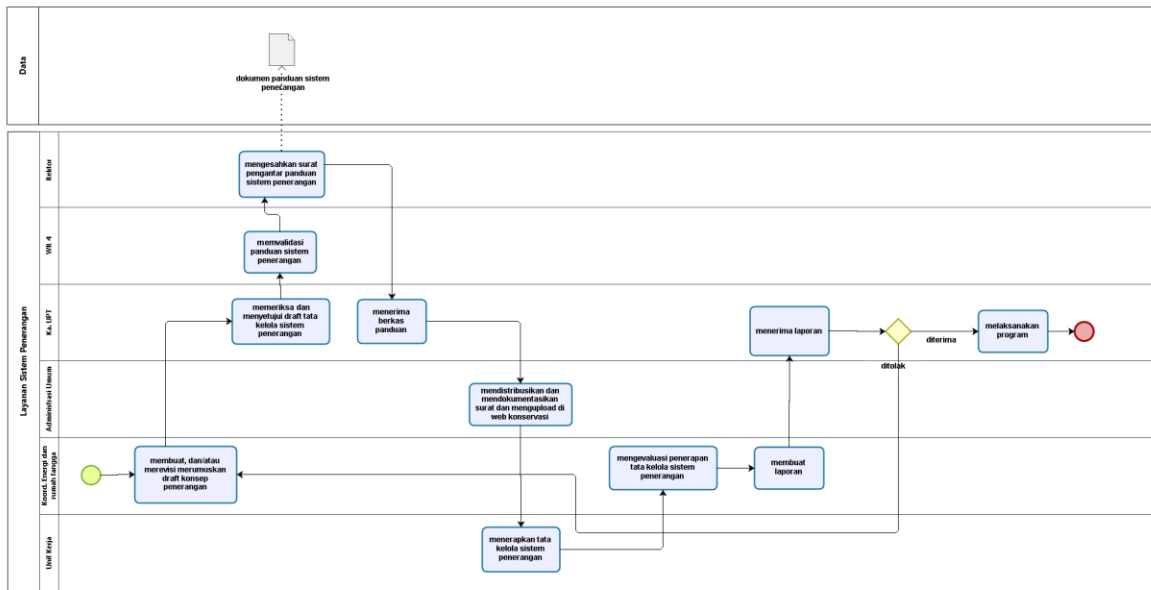 Data
dokumen panduan sistem
penerangan
Layanan Sistem Penerangan
Rektor
mengesahkan surat
pengantar panduan
sistem penerangan
WR 4
memvalidasi
panduan sistem
penerangan
Ka. UPT
memeriksa dan
menyetujui draft tata
kelola sistem
penerangan
menerima
berkas
panduan
menerima laporan
diterima
ditolak
melaksanakan
program
Administrasi Umum
mendistribusikan dan
mendokumentasikan
surat dan mengupload di
web konservasi
Koord. Energi dan
rumah tangga
membuat, dan/atau
merevisi merumuskan
draft konsep
penerangan
mengevaluasi penerapan
tata kelola sistem
penerangan
membuat
laporan
Unit Kerja
menerapkan tata
kelola sistem
penerangan